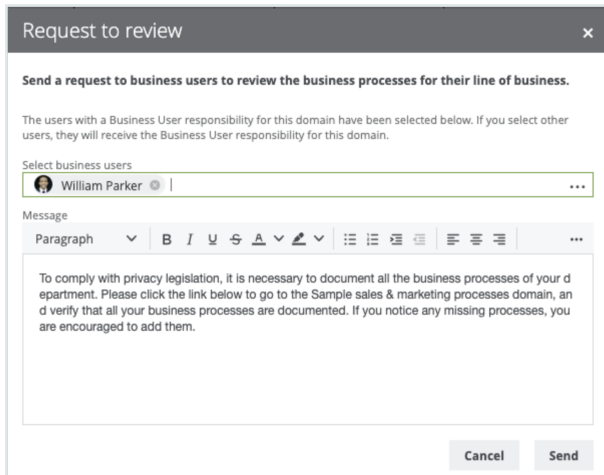 Request to review
Send a request to business users to review the business processes for their line of business.
The users with a Business User responsibility for this domain have been selected below. If you select other
users, they will receive the Business User responsibility for this domain.
Select business users
William Parker
Message
Paragraph B I U S A
To comply with privacy legislation, it is necessary to document all the business processes of your d
epartment. Please click the link below to go to the Sample sales & marketing processes domain, an
d verify that all your business processes are documented. If you notice any missing processes, you
are encouraged to add them.
Cancel Send